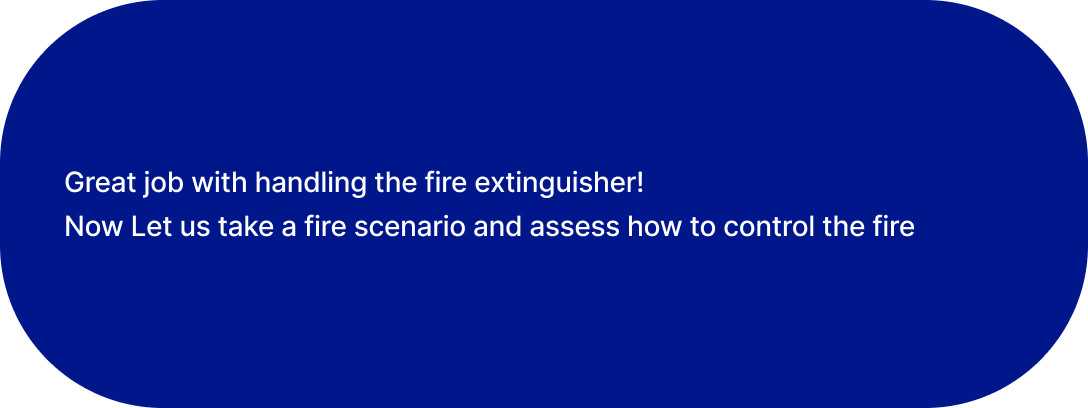 Great job with handling the fire extinguisher!
Now Let us take a fire scenario and assess how to control the fire